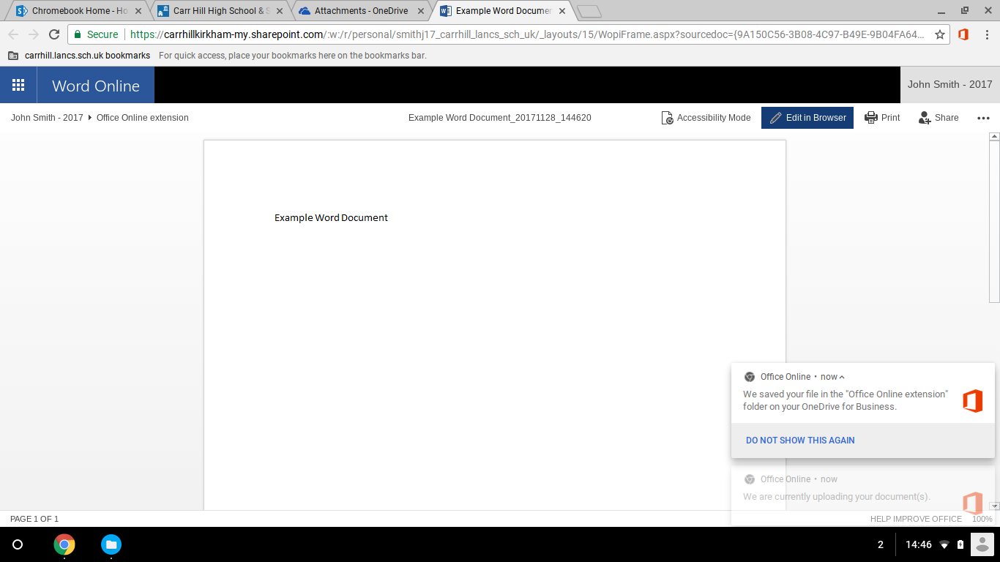 Chromebook Home - Ho
Carr Hill High School & S
Attachments - OneDrive
Example Word Documen
Secure
https://carrhillkirkham-my.sharepoint.com/:w:/r/personal/smithj17_carrhill_lancs_sch_uk/_layouts/15/WopiFrame.aspx?sourcedoc={9A150C56-3B08-4C97-B49E-9B04FA64...
carrhill.lancs.sch.uk bookmarks
For quick access, place your bookmarks here on the bookmarks bar.
Word Online
John Smith - 2017
John Smith - 2017
Office Online extension
Example Word Document_20171128_144620
Accessibility Mode
Edit in Browser
Print
Share
Example Word Document
Office Online • now
We saved your file in the "Office Online extension"
folder on your OneDrive for Business.
DO NOT SHOW THIS AGAIN
Office Online • now
We are currently uploading your document(s).
PAGE 1 OF 1
HELP IMPROVE OFFICE
100%
2
14:46